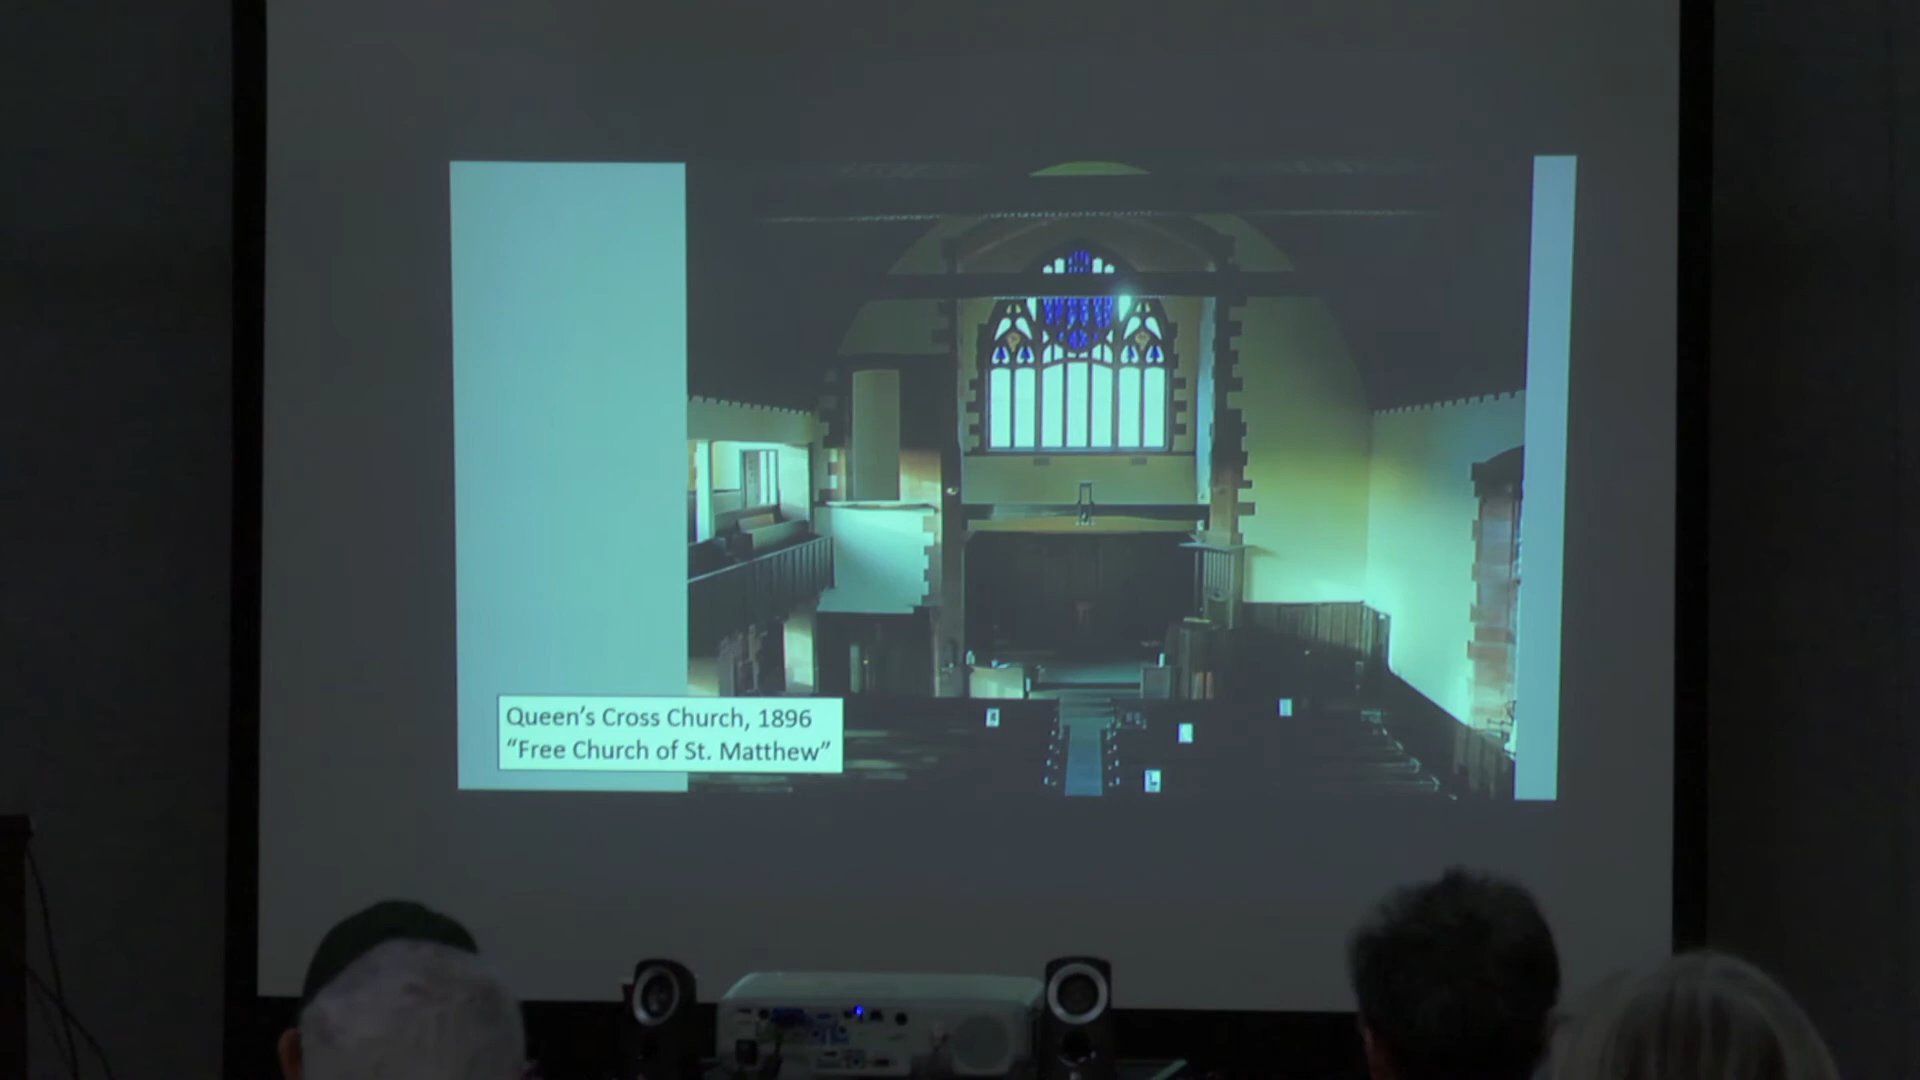 Queen’s Cross Church, 1896
“Free Church of St. Matthew”